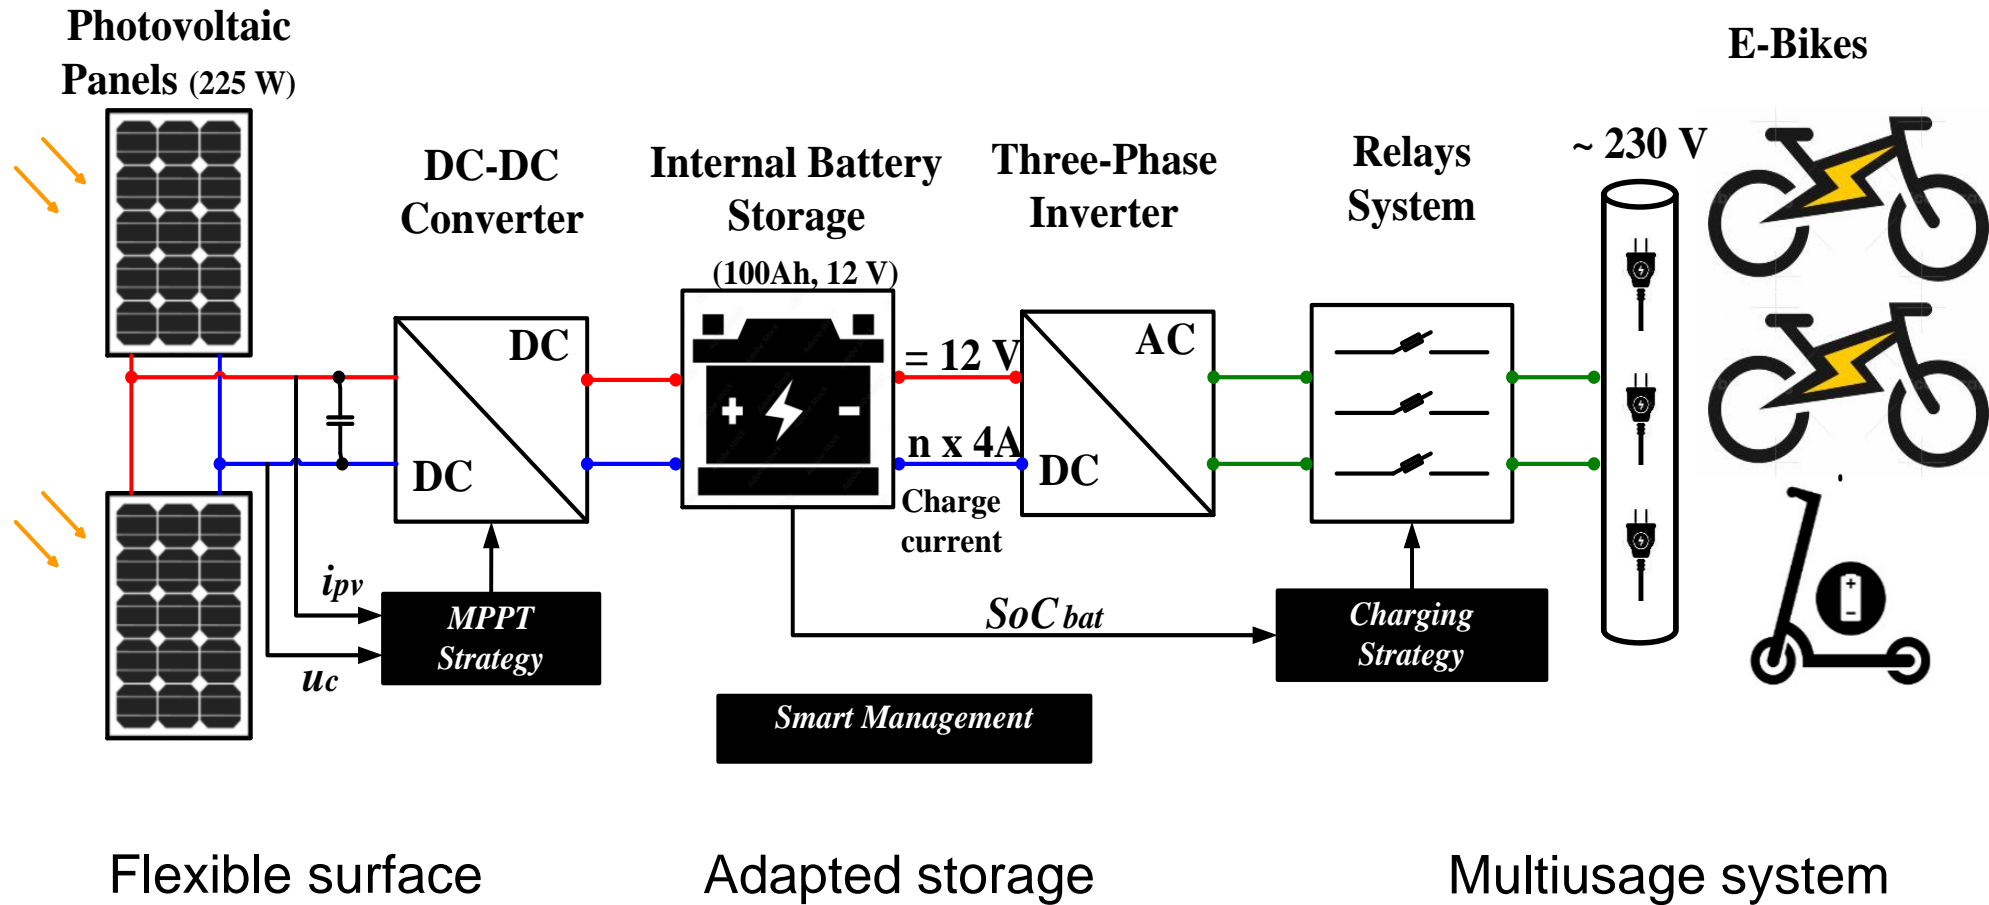 Photovoltaic
Panels (225 W)
E-Bikes
DC-DC
Converter
Internal Battery
Storage
(100Ah, 12 V)
Three-Phase
Inverter
Relays
System
~ 230 V
DC
DC
= 12 V
n x 4A
Charge
current
AC
DC
ipv
uc
MPPT
Strategy
SoC bat
Charging
Strategy
Smart Management
Flexible surface
Adapted storage
Multiusage system